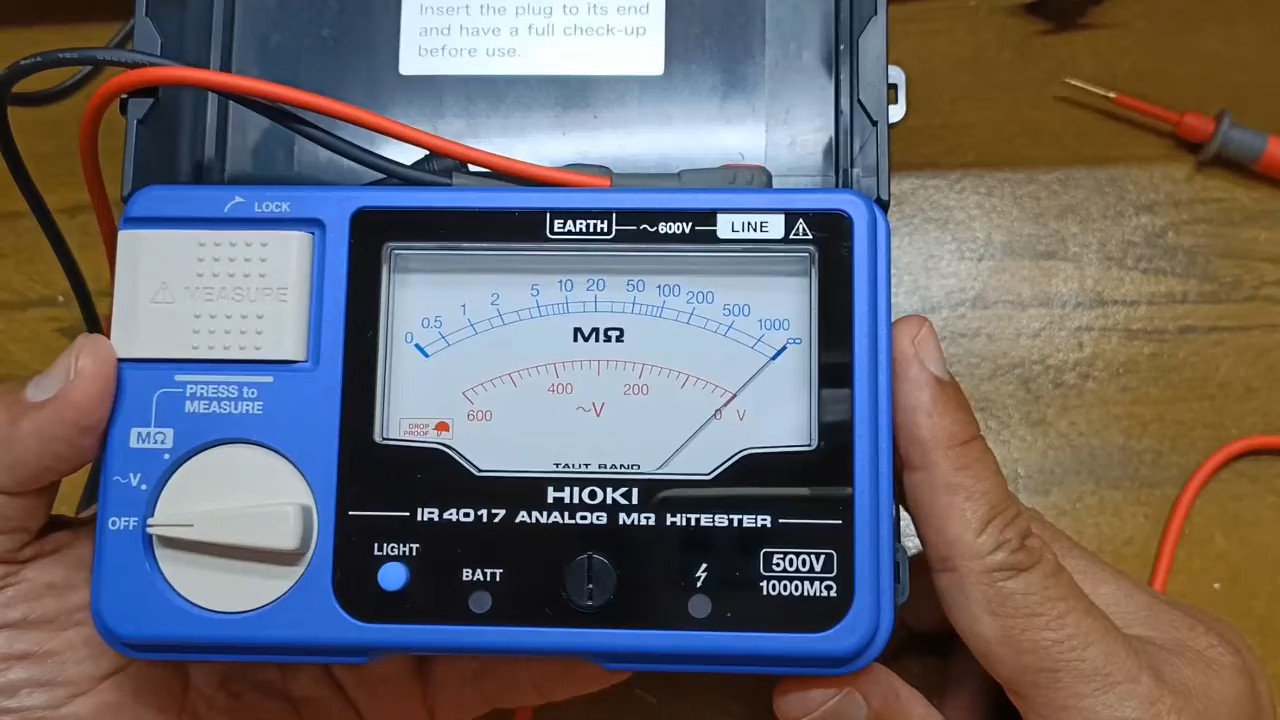 Insert the plug to its end
and have a full check-up
before use.
LOCK
MEASURE
EARTH ~600V LINE
0 0.5 1 2 5 10 20 50 100 200 500 1000 ∞
MΩ
600 400 200 0 V
~V
DROP
PROOF
TAUT BAND
PRESS to
MEASURE
MΩ
~V
OFF
HIOKI
IR4017 ANALOG MΩ HiTESTER
LIGHT
BATT
500V
1000MΩ